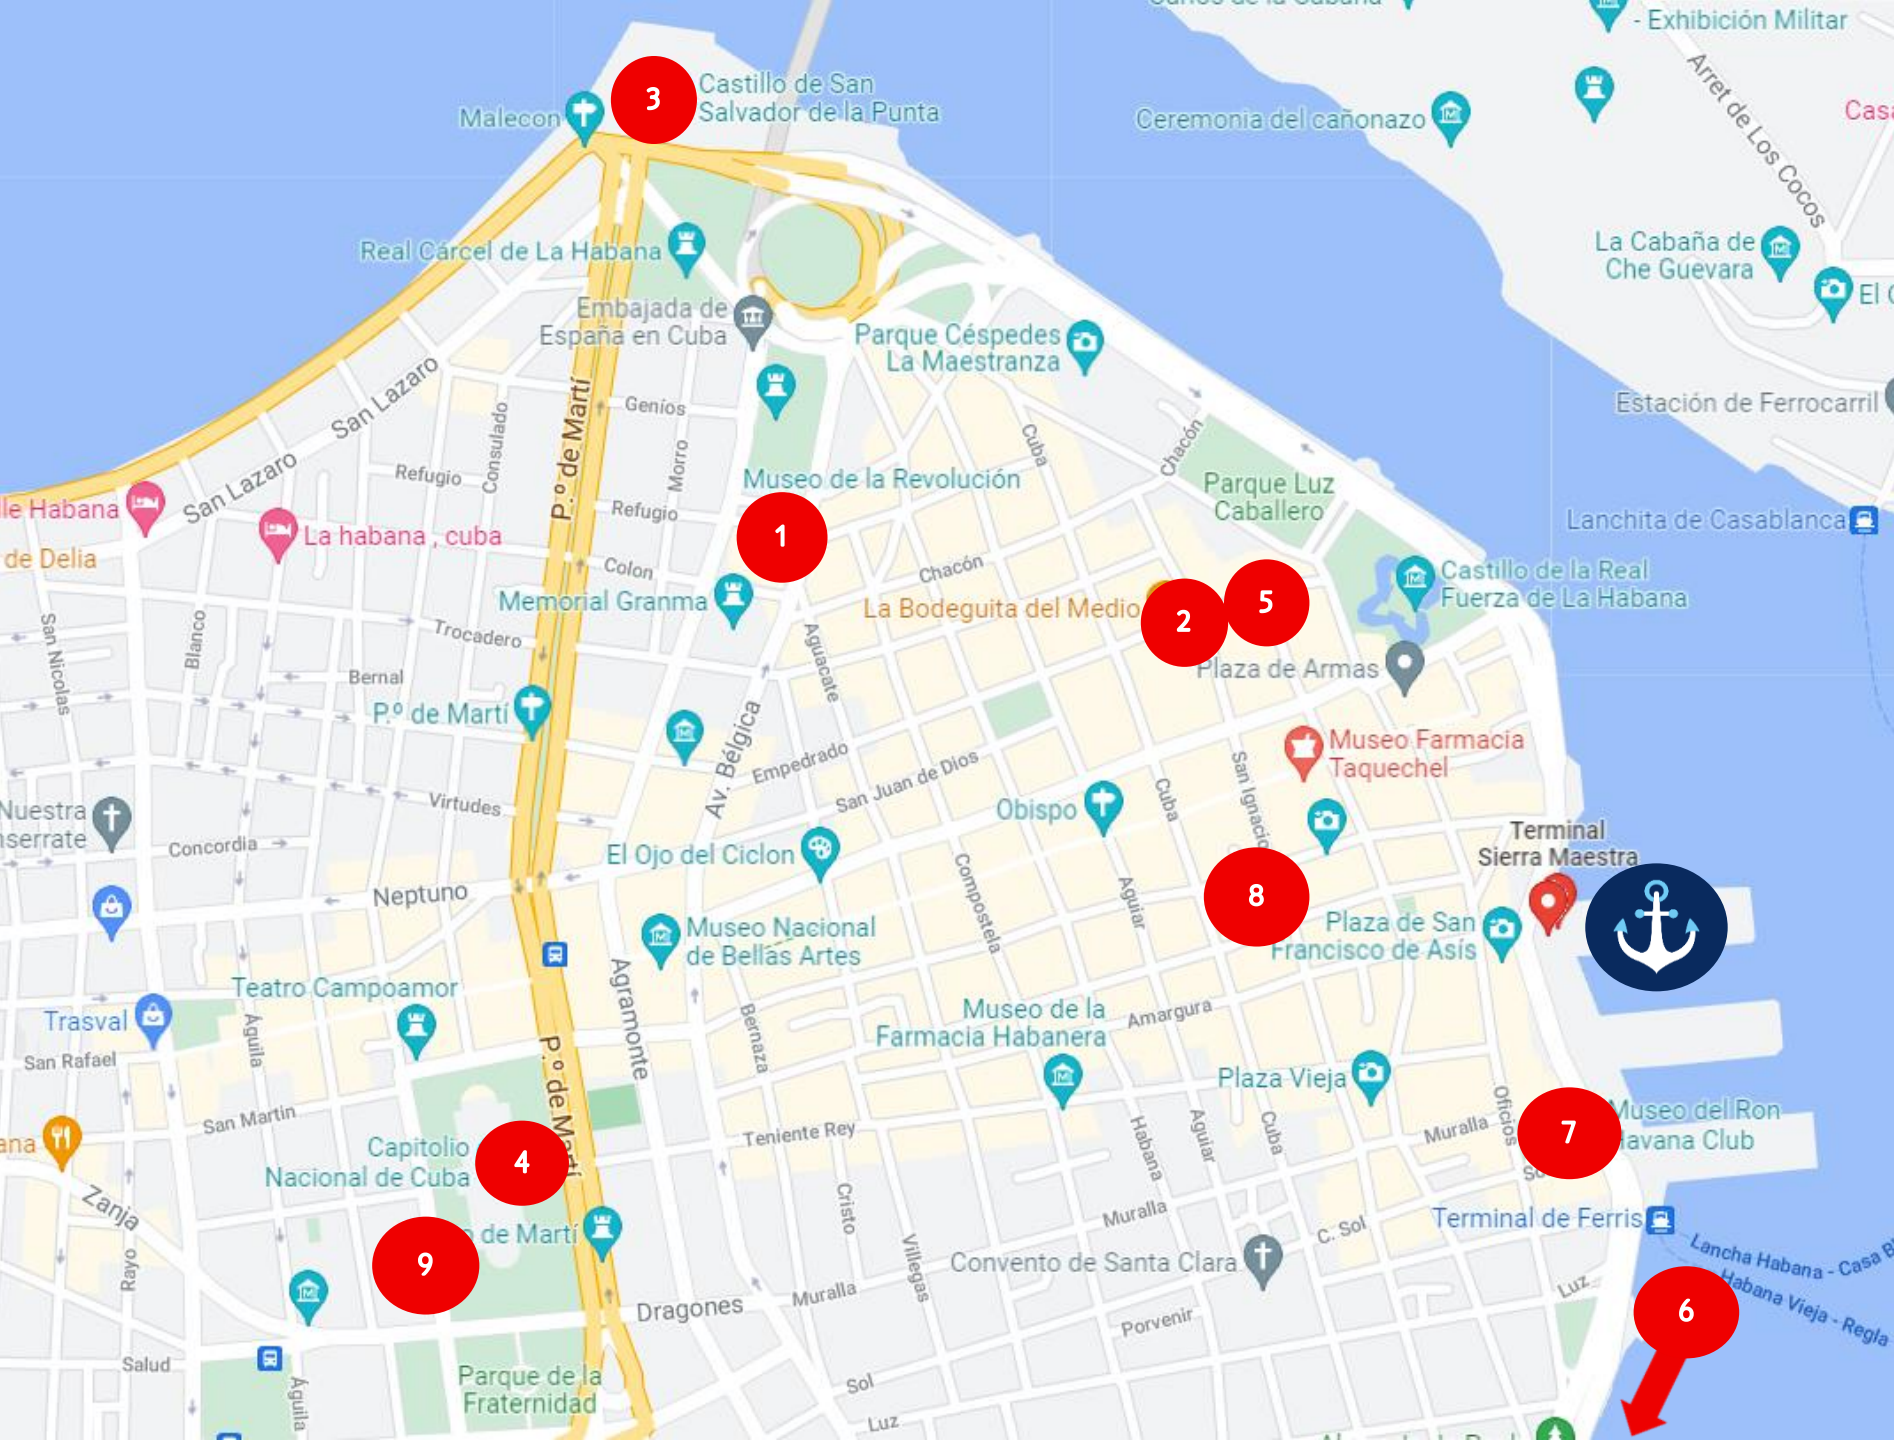 - Exhibición Militar
3
Castillo de San
Salvador de la Punta
Malecon
Ceremonia del cañonazo
Arret de Los Cocos
Real Cárcel de La Habana
La Cabaña de
Che Guevara
Embajada de
España en Cuba
Parque Céspedes
La Maestranza
San Lazaro
P.º de Martí
Genios
Consulado
Morro
Cuba
Chacón
Estación de Ferrocarril
Refugio
San Lazaro
Museo de la Revolución
Parque Luz
Caballero
La habana , cuba
Refugio
1
Lanchita de Casablanca
de Delia
Colon
Chacón
Castillo de la Real
Fuerza de La Habana
Memorial Granma
La Bodeguita del Medio
2
5
San Nicolas
Blanco
Trocadero
Aguacate
Bernal
Plaza de Armas
P.º de Martí
Av. Bélgica
Empedrado
San Juan de Dios
San Ignacio
Museo Farmacia
Taquechel
Nuestra
Virtudes
Cuba
Obispo
Concordia
El Ojo del Ciclon
Terminal
Sierra Maestra
Neptuno
Compostela
Aguiar
8
Museo Nacional
de Bellas Artes
Plaza de San
Francisco de Asís
Agramonte
Teatro Campoamor
Trasval
Águila
Bernaza
Museo de la
Farmacia Habanera
Amargura
San Rafael
P.º de Martí
Plaza Vieja
San Martin
Oficios
Capitolio
Nacional de Cuba
4
Teniente Rey
Habana
Aguiar
Cuba
Muralla
7
Museo del Ron
Havana Club
Zanja
Cristo
Muralla
C. Sol
Terminal de Ferris
de Martí
9
Rayo
Villegas
Convento de Santa Clara
Lancha Habana - Casa B
Habana Vieja - Regla
Dragones
Muralla
Luz
Porvenir
6
Salud
Águila
Parque de la
Fraternidad
Sol
Luz